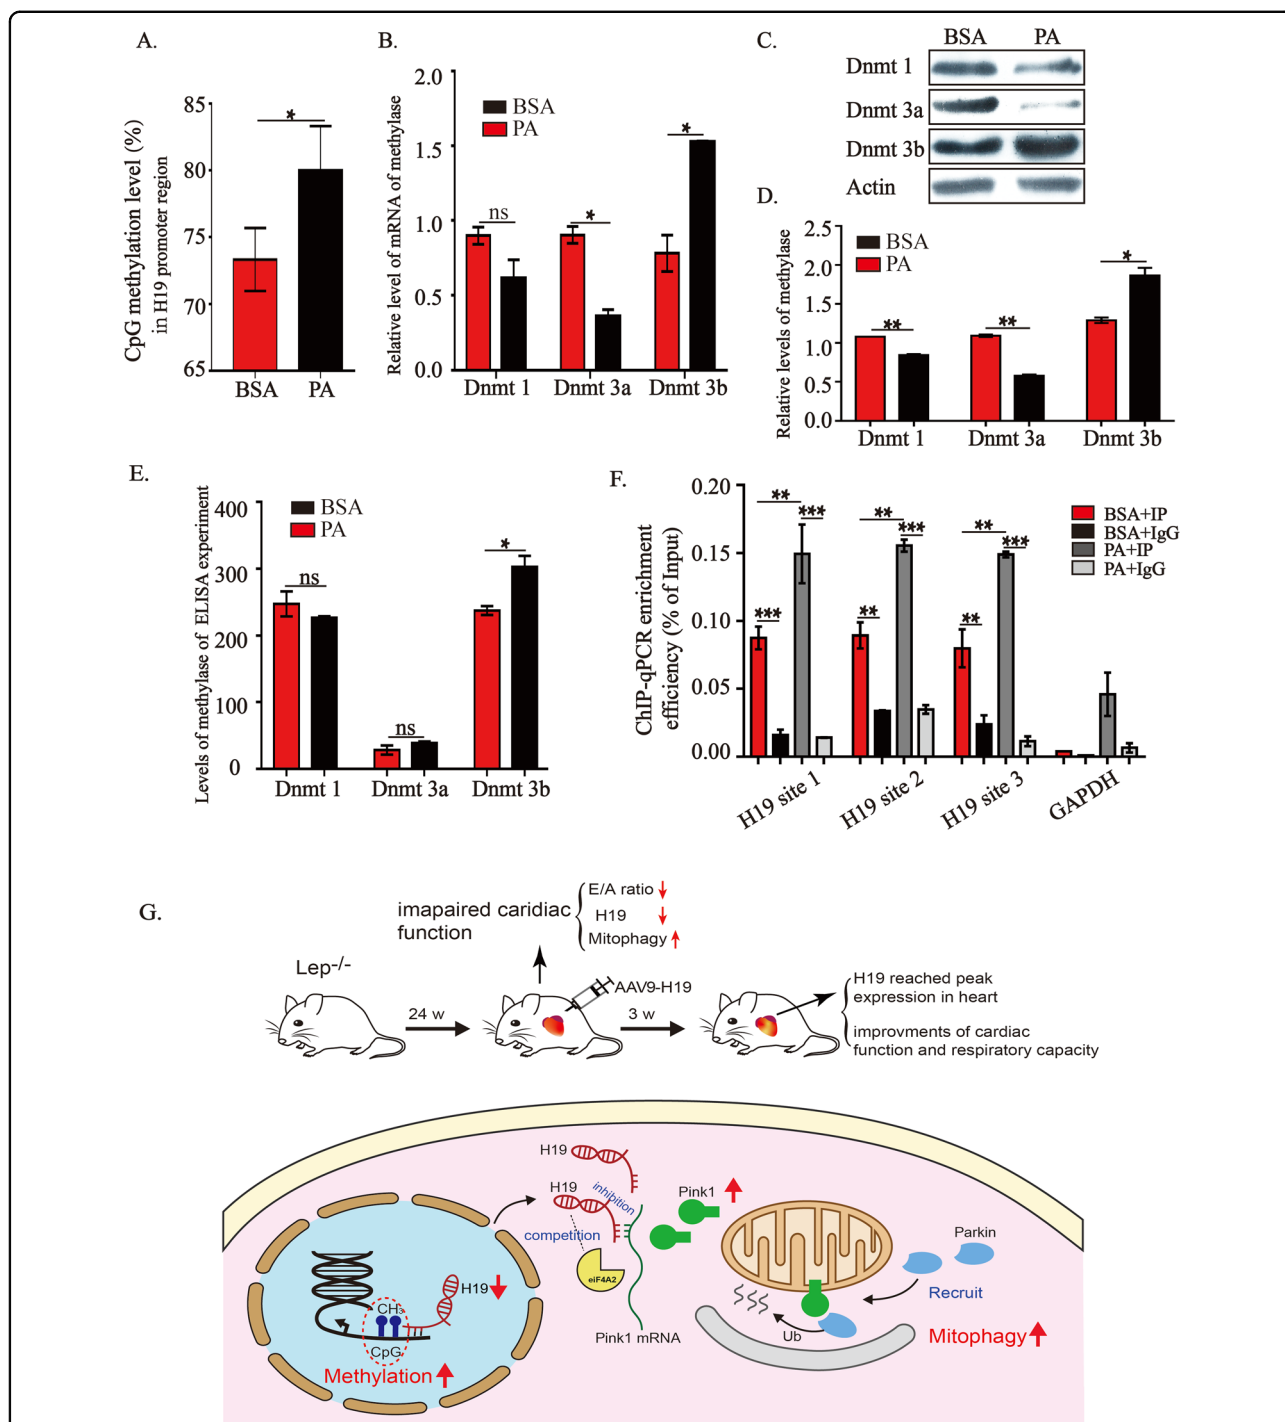 A.
CpG methylation level (%)
in H19 promoter region
85
80
75
70
65
*
BSA
PA
B.
Relative level of mRNA of methylase
2.0
1.5
1.0
0.5
0.0
BSA
PA
ns
*
*
Dnmt 1
Dnmt 3a
Dnmt 3b
C.
BSA
PA
Dnmt 1
Dnmt 3a
Dnmt 3b
Actin
D.
Relative levels of methylase
2.5
2.0
1.5
1.0
0.5
0.0
BSA
PA
**
**
*
Dnmt 1
Dnmt 3a
Dnmt 3b
E.
Levels of methylase of ELISA experiment
400
300
200
100
0
BSA
PA
ns
ns
*
Dnmt 1
Dnmt 3a
Dnmt 3b
F.
ChIP-qPCR enrichment
efficiency (% of Input)
0.20
0.15
0.10
0.05
0.00
** *** ***
** *** **
** *** **
BSA+IP
BSA+IgG
PA+IP
PA+IgG
H19 site 1
H19 site 2
H19 site 3
GAPDH
G.
imapaired caridiac
function
E/A ratio
H19
Mitophagy
Lep-/-
24 w
AAV9-H19
3 w
H19 reached peak
expression in heart
improvments of cardiac
function and respiratory capacity
H19
H19
inhibition
competition
eiF4A2
Pink1 mRNA
Pink1
Parkin
Recruit
Ub
Mitophagy
H19
CH3
CpG
Methylation